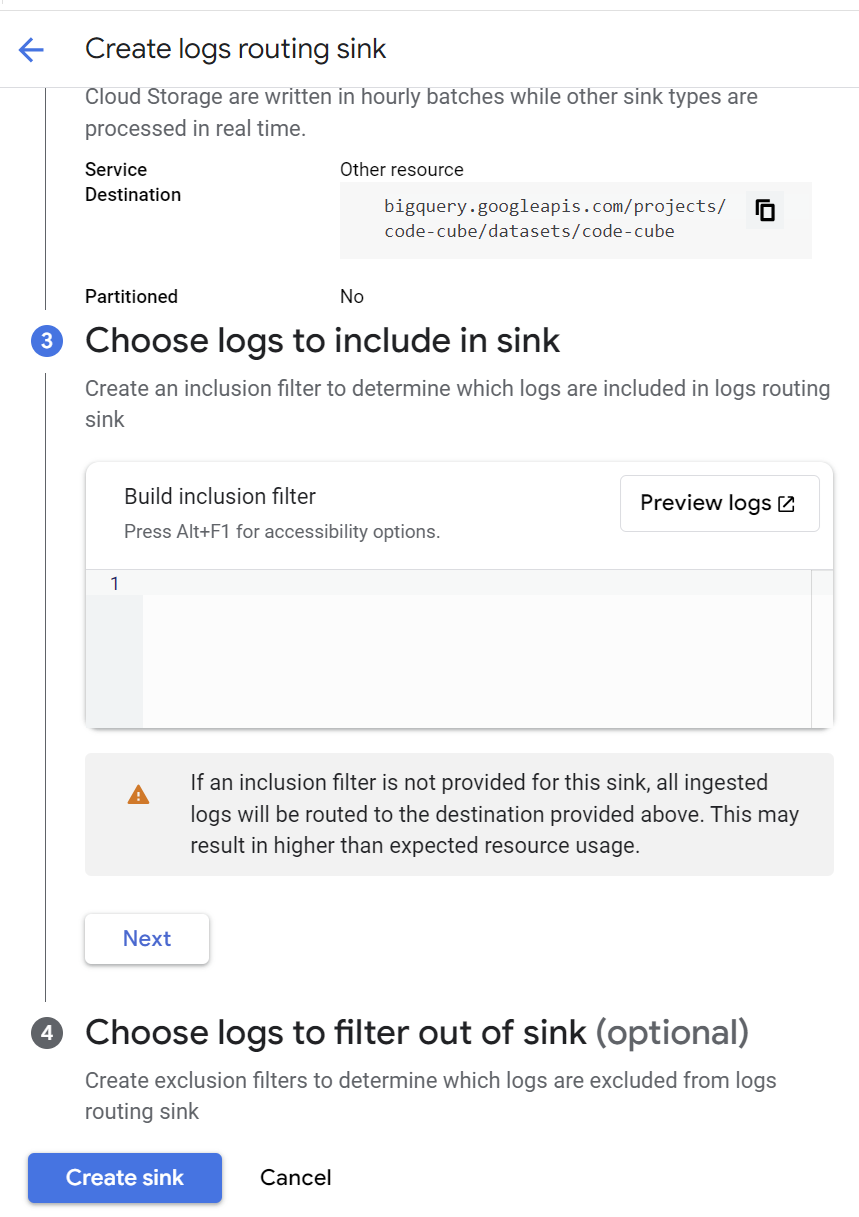 Create logs routing sink
Cloud Storage are written in hourly batches while other sink types are
processed in real time.
Service
Destination
Other resource
bigquery.googleapis.com/projects/
code-cube/datasets/code-cube
Partitioned
No
3
Choose logs to include in sink
Create an inclusion filter to determine which logs are included in logs routing
sink
Build inclusion filter
Press Alt+F1 for accessibility options.
Preview logs
1
If an inclusion filter is not provided for this sink, all ingested
logs will be routed to the destination provided above. This may
result in higher than expected resource usage.
Next
4
Choose logs to filter out of sink (optional)
Create exclusion filters to determine which logs are excluded from logs
routing sink
Create sink
Cancel